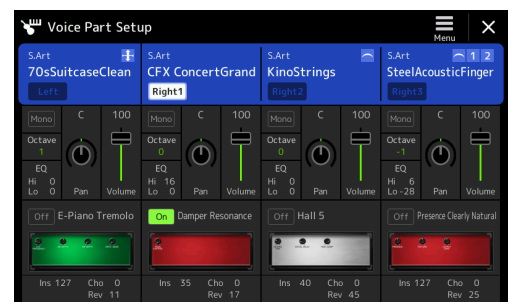 Voice Part Setup
Menu
S.Art
70sSuitcaseClean
Left
S.Art
CFX ConcertGrand
Right1
S.Art
KinoStrings
Right2
S.Art 1 2
SteelAcousticFinger
Right3
Mono C 100
Octave
1
EQ
Hi 0
Lo 0 Pan Volume
Mono C 100
Octave
0
EQ
Hi 16
Lo 0 Pan Volume
Mono C 100
Octave
0
EQ
Hi 0
Lo 0 Pan Volume
Mono C 100
Octave
-1
EQ
Hi 6
Lo -28 Pan Volume
Off E-Piano Tremolo
Ins 127 Cho 0
Rev 11
On Damper Resonance
Ins 35 Cho 0
Rev 17
Off Hall 5
Ins 40 Cho 0
Rev 45
Off Presence Clearly Natural
Ins 127 Cho 0
Rev 25